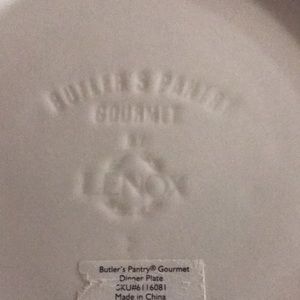 BUTLER'S PANTRY
GOURMET
BY
LENOX
Butler's Pantry® Gourmet
Dinner Plate
SKU#6116081
Made in China